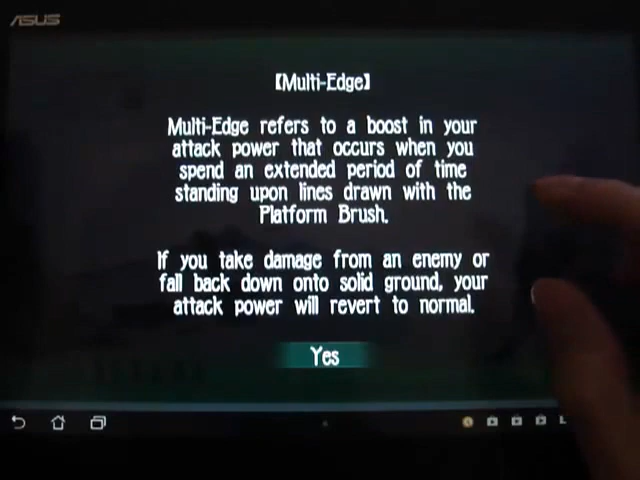 ASUS
【Multi-Edge】
Multi-Edge refers to a boost in your
attack power that occurs when you
spend an extended period of time
standing upon lines drawn with the
Platform Brush.
If you take damage from an enemy or
fall back down onto solid ground, your
attack power will revert to normal.
Yes